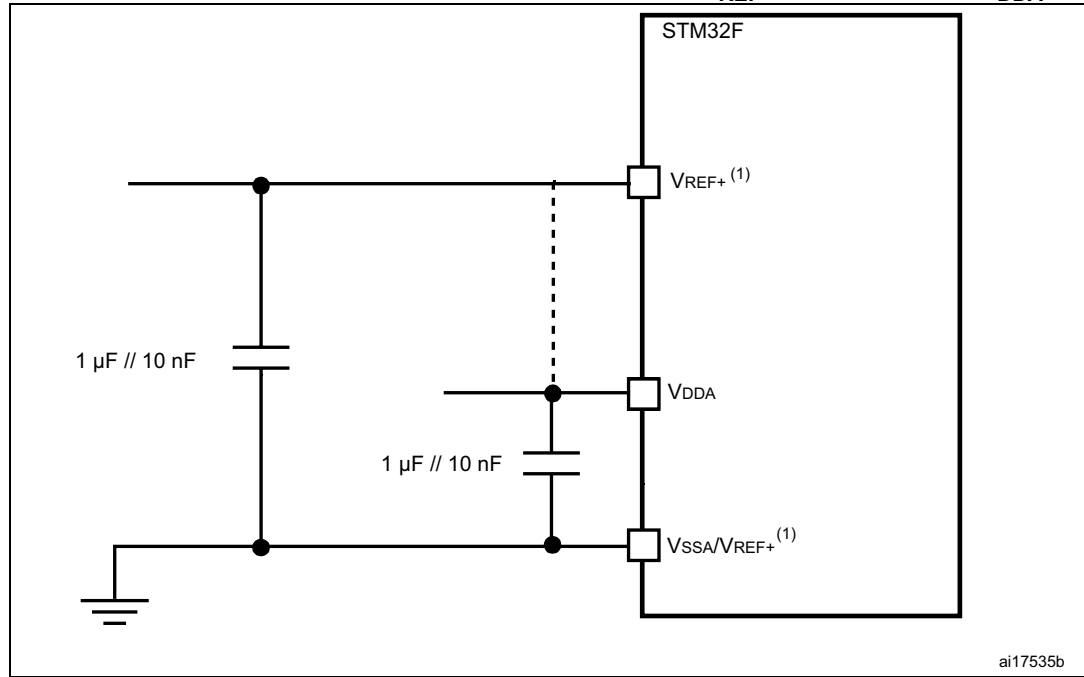 STM32F
VREF+ (1)
1 µF // 10 nF
VDDA
1 µF // 10 nF
VSSA/VREF+ (1)
ai17535b